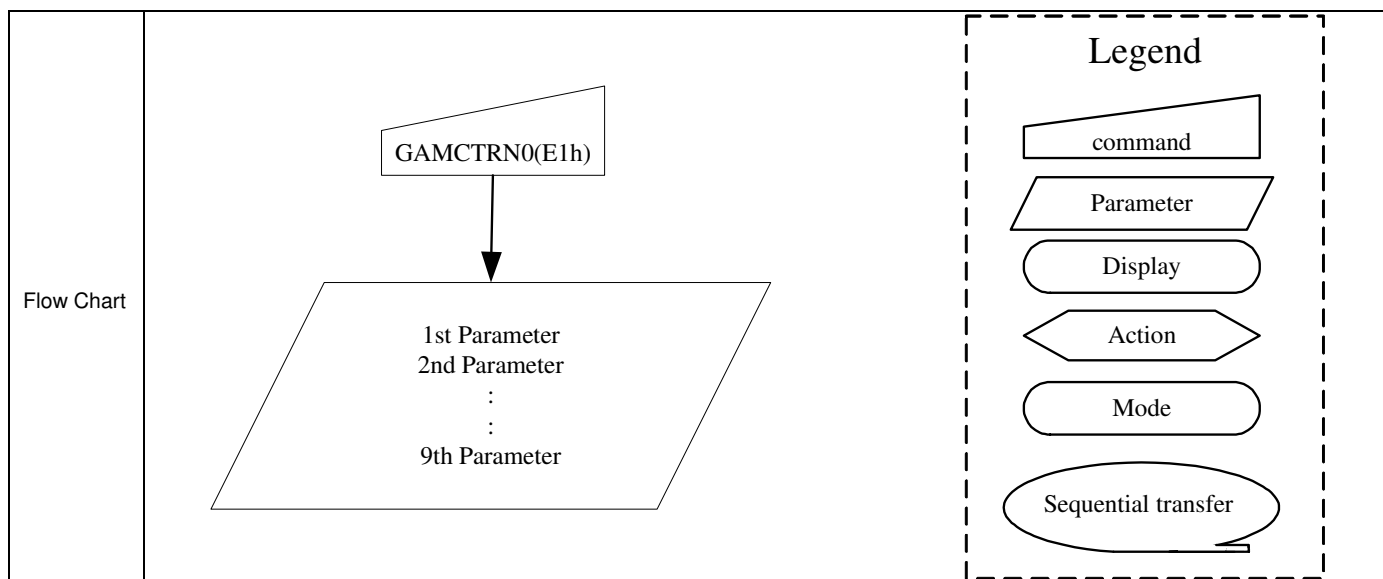 Flow Chart
GAMCTRN0(E1h)
1st Parameter
2nd Parameter
:
:
9th Parameter
Legend
command
Parameter
Display
Action
Mode
Sequential transfer